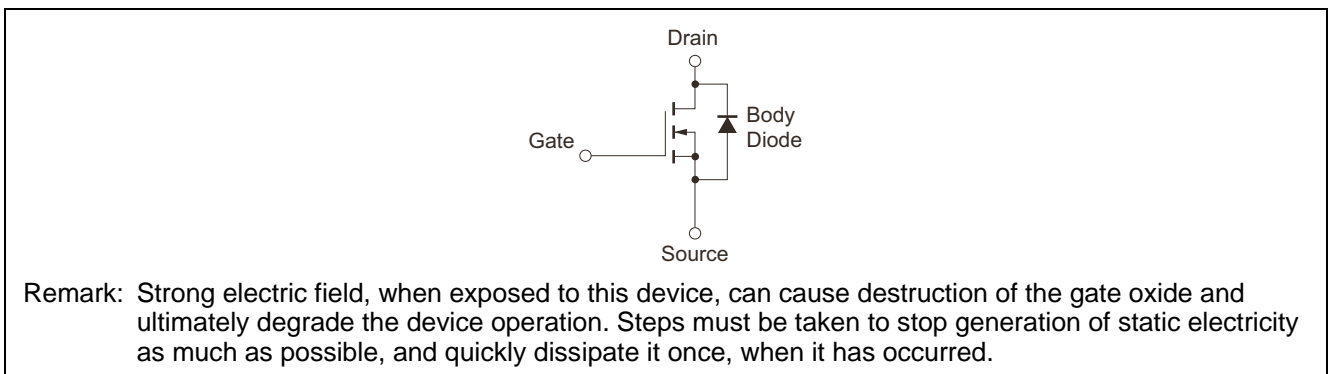 Drain
Body
Gate
Diode
Source
Remark: Strong electric field, when exposed to this device, can cause destruction of the gate oxide and
ultimately degrade the device operation. Steps must be taken to stop generation of static electricity
as much as possible, and quickly dissipate it once, when it has occurred.